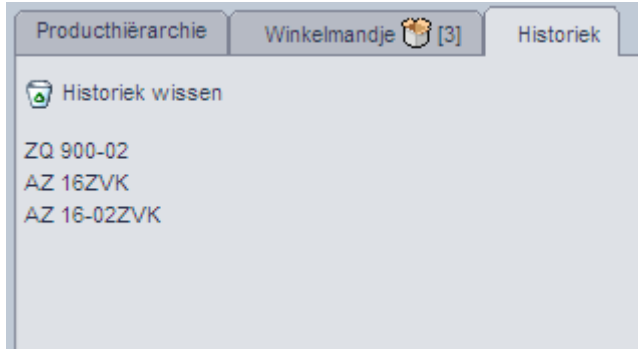 Producthiërarchie
Winkelmandje [3]
Historiek
Historiek wissen
ZQ 900-02
AZ 16ZVK
AZ 16-02ZVK